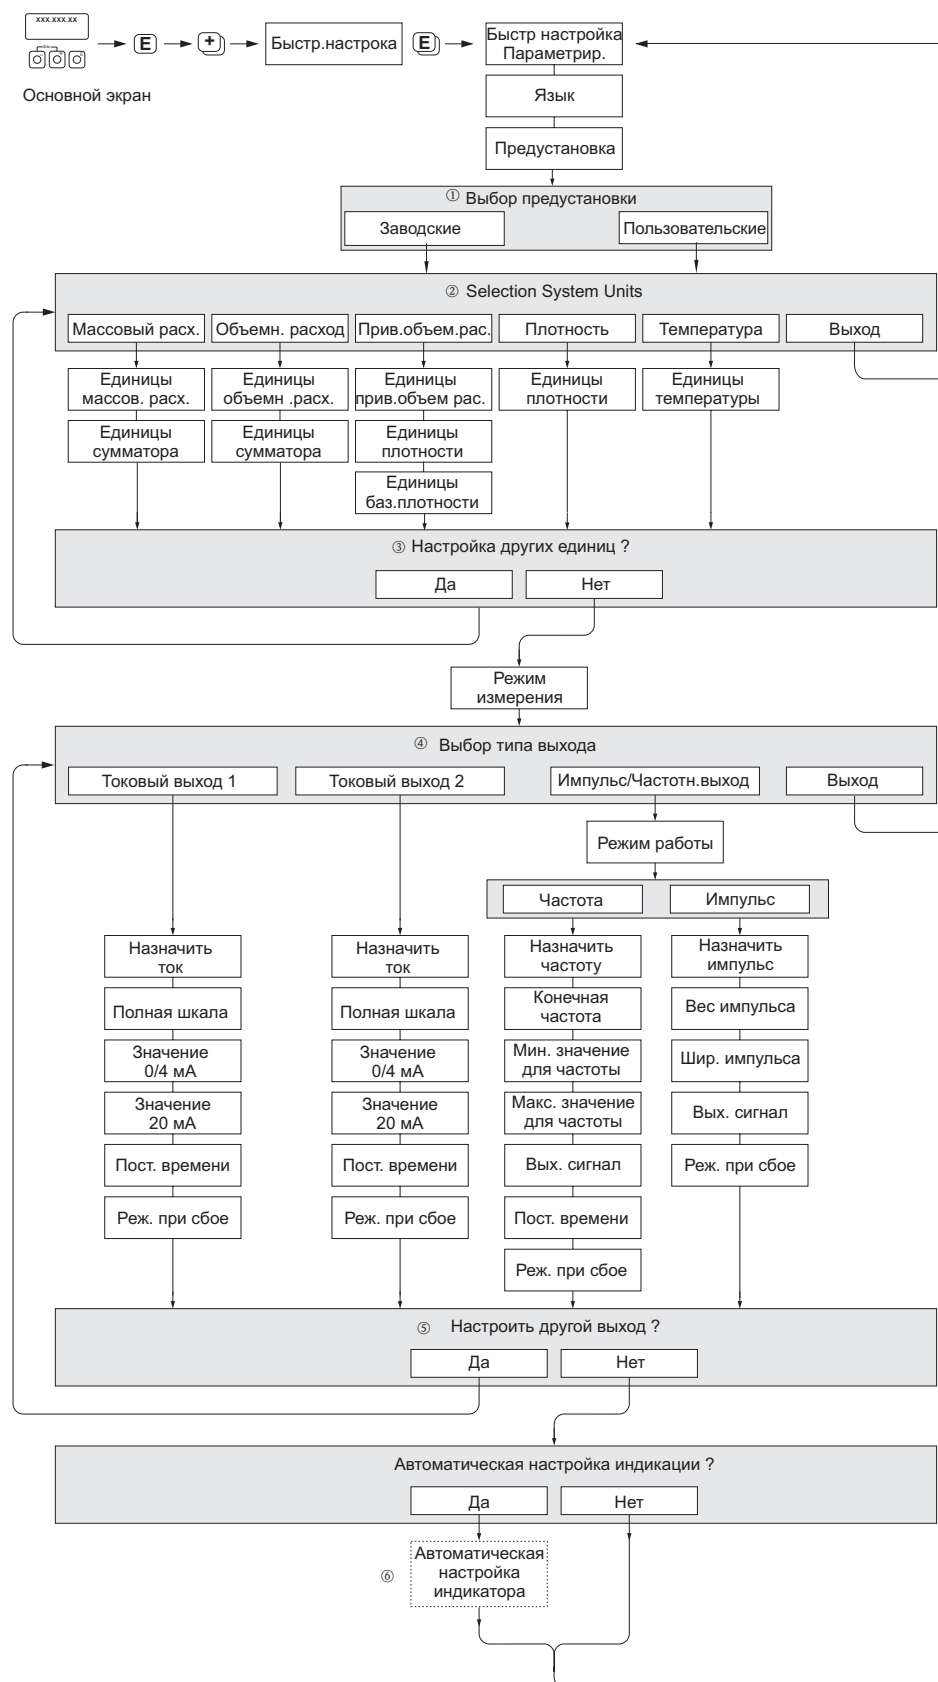 xxx.xxx.xx
Esc
E
+
Быстр.настрока
E
Быстр настройка
Параметрир.
Основной экран
Язык
Предустановка
① Выбор предустановки
Заводские
Пользовательские
② Selection System Units
Массовый расх.
Объемн. расход
Прив.объем.рас.
Плотность
Температура
Выход
Единицы
массов. расх.
Единицы
объемн .расх.
Единицы
прив.объем рас.
Единицы
плотности
Единицы
температуры
Единицы
сумматора
Единицы
сумматора
Единицы
плотности
Единицы
баз.плотности
③ Настройка других единиц ?
Да
Нет
Режим
измерения
④ Выбор типа выхода
Токовый выход 1
Токовый выход 2
Импульс/Частотн.выход
Выход
Режим работы
Частота
Импульс
Назначить
ток
Назначить
ток
Назначить
частоту
Назначить
импульс
Полная шкала
Полная шкала
Конечная
частота
Вес импульса
Значение
0/4 мА
Значение
0/4 мА
Мин. значение
для частоты
Шир. импульса
Значение
20 мА
Значение
20 мА
Макс. значение
для частоты
Вых. сигнал
Пост. времени
Пост. времени
Вых. сигнал
Реж. при сбое
Реж. при сбое
Реж. при сбое
Пост. времени
Реж. при сбое
⑤ Настроить другой выход ?
Да
Нет
Автоматическая настройка индикации ?
Да
Нет
⑥
Автоматическая
настройка
индикатора